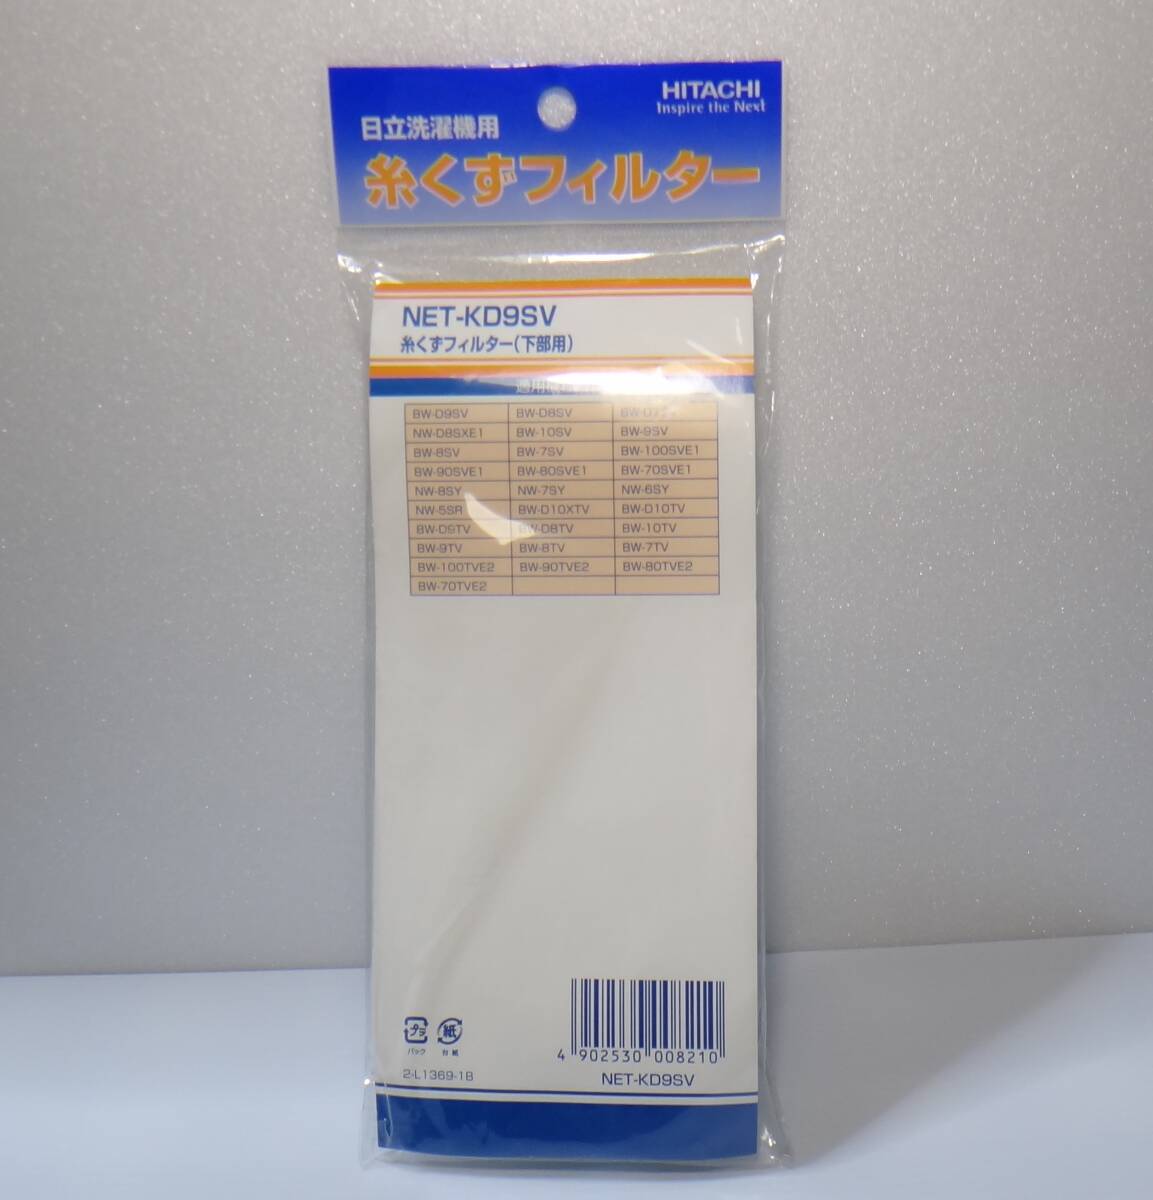 HITACHI
Inspire the Next
日立洗濯機用
糸くずフィルター
NET-KD9SV
糸くずフィルター(下部用)
BW-D9SV BW-D8SV
NW-D8SXE1 BW-10SV BW-9SV
BW-8SV BW-7SV BW-100SVE1
BW-90SVE1 BW-80SVE1 BW-70SVE1
NW-8SY NW-7SY NW-6SY
NW-5SR BW-D10XTV BW-D10TV
BW-D9TV BW-D8TV BW-10TV
BW-9TV BW-8TV BW-7TV
BW-100TVE2 BW-90TVE2 BW-80TVE2
BW-70TVE2
プラ 紙
パック 台紙
4 902530 008210
2-L1369-1B
NET-KD9SV